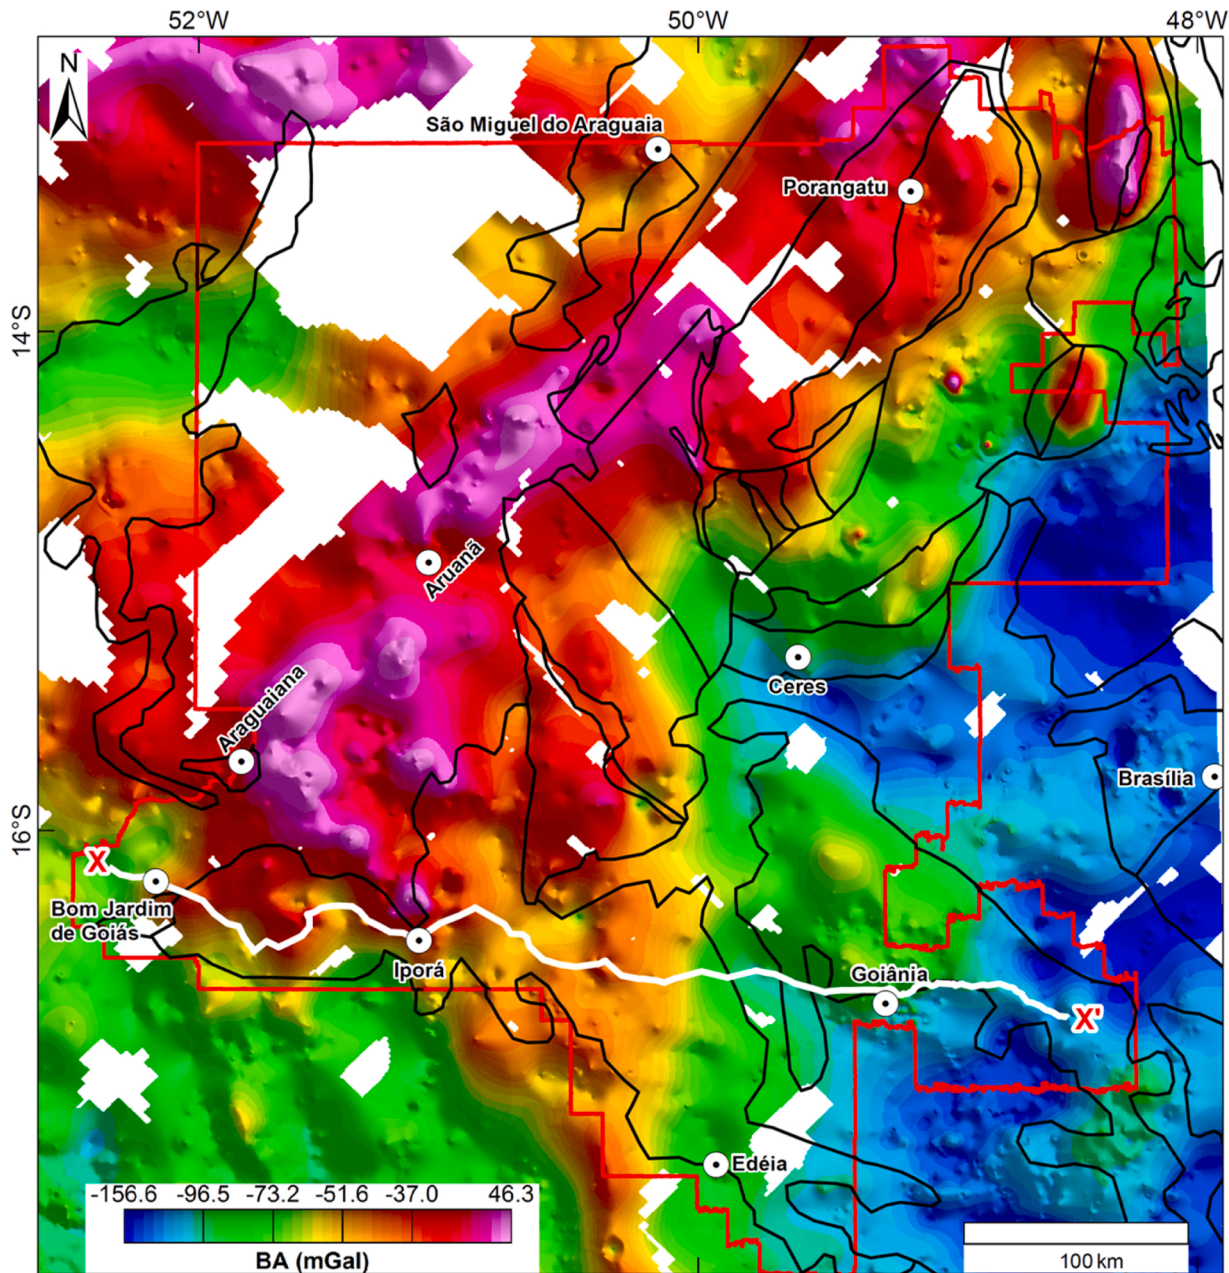 52°W
50°W
48°W
N
São Miguel do Araguaia
Porangatu
14°S
Aruanã
Ceres
Araguaiana
Brasília
16°S
X
Bom Jardim
de Goiás
Iporá
Goiânia
X'
Edéia
-156.6 -96.5 -73.2 -51.6 -37.0 46.3
BA (mGal)
100 km